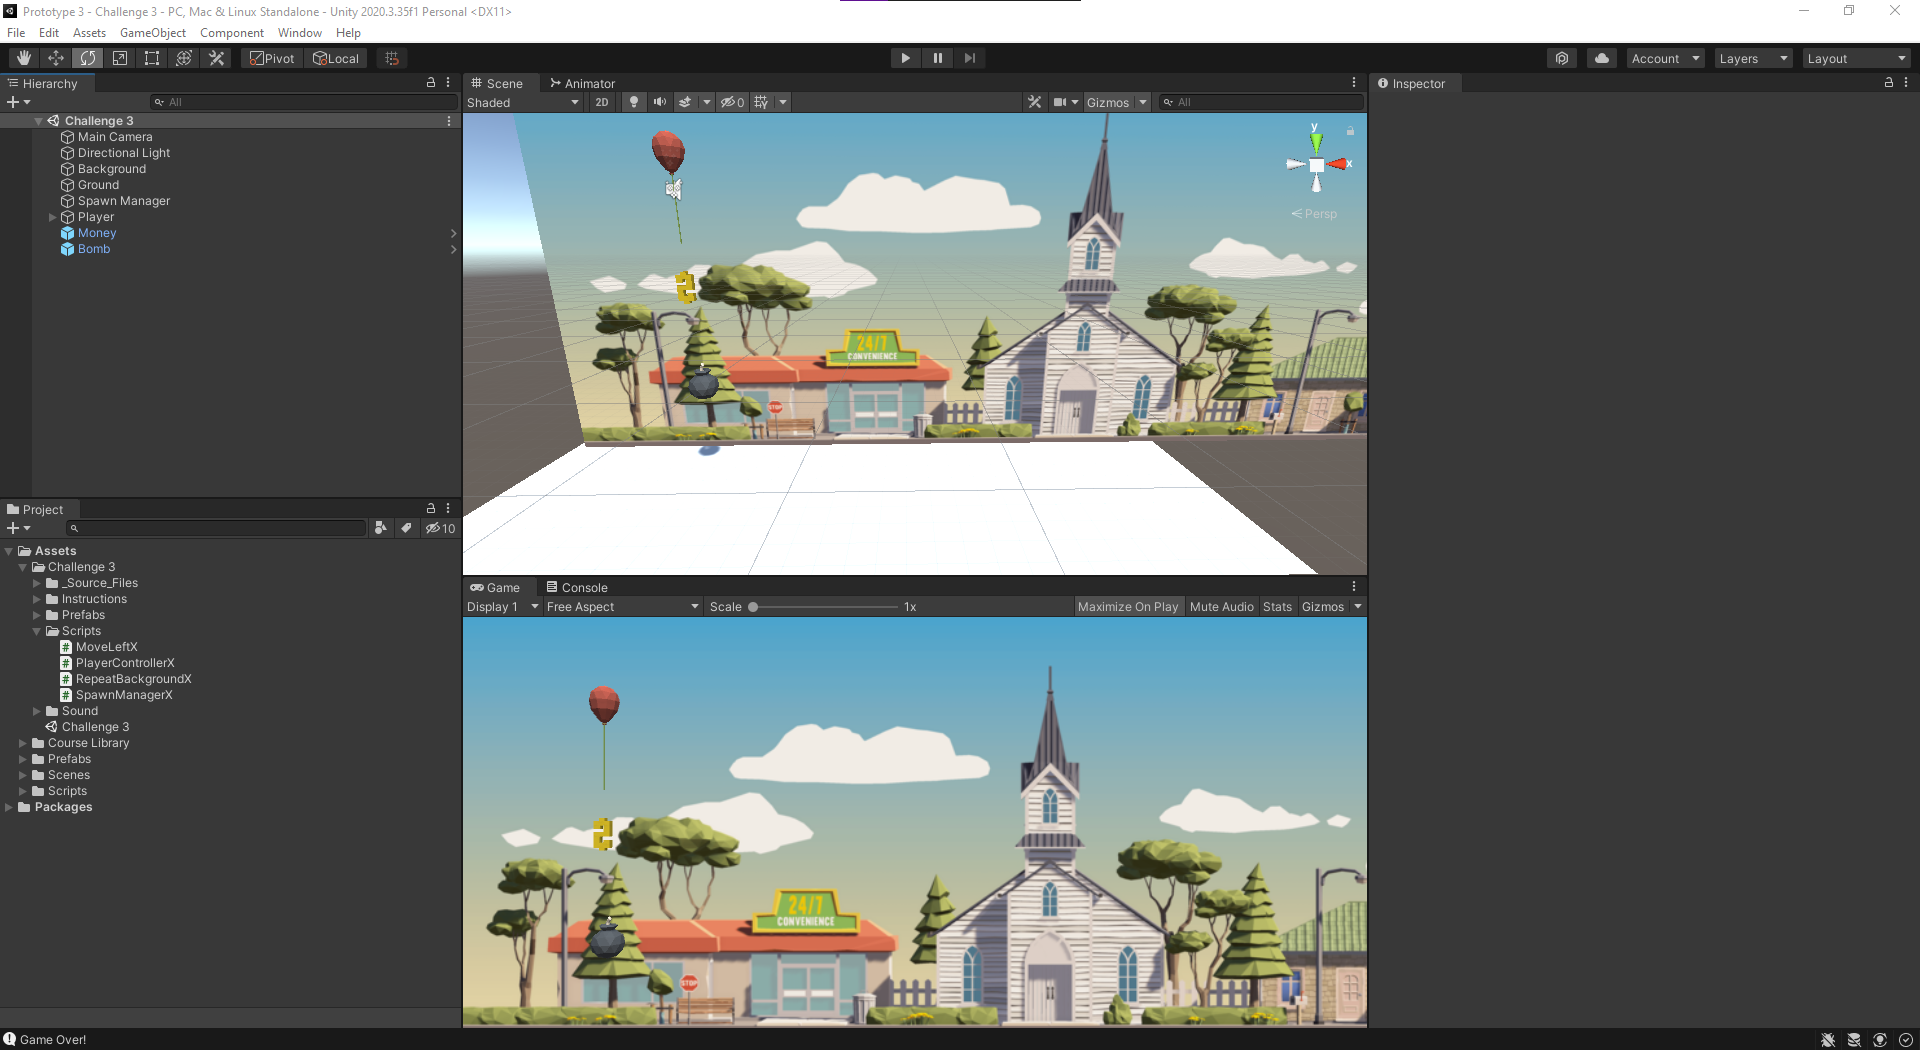 Prototype 3 - Challenge 3 - PC, Mac & Linux Standalone - Unity 2020.3.35f1 Personal <DX11>
File Edit Assets GameObject Component Window Help
Pivot Local Account Layers Layout
Hierarchy
All
Challenge 3
Main Camera
Directional Light
Background
Ground
Spawn Manager
Player
Money
Bomb
Scene Animator
Shaded 2D 0 Gizmos All
y
x
Persp
24/7
CONVENIENCE
STOP
Inspector
Project
10
Assets
Challenge 3
_Source_Files
Instructions
Prefabs
Scripts
# MoveLeftX
# PlayerControllerX
# RepeatBackgroundX
# SpawnManagerX
Sound
Challenge 3
Course Library
Prefabs
Scenes
Scripts
Packages
Game Console
Display 1 Free Aspect Scale 1x Maximize On Play Mute Audio Stats Gizmos
24/7
CONVENIENCE
STOP
Game Over!